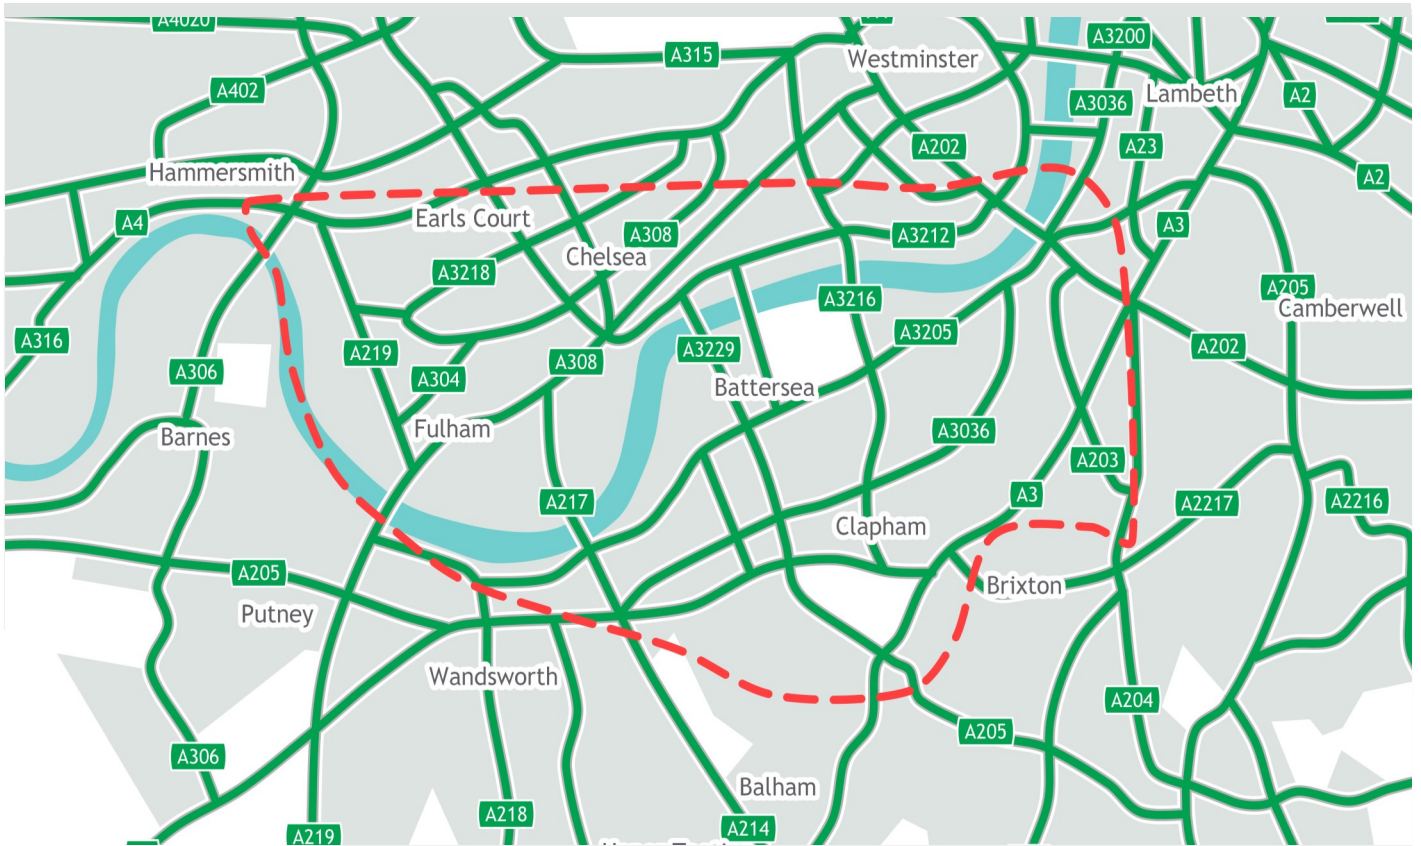 A4020
A3200
A315
Westminster
A402
Lambeth
A2
A3036
A202
A23
Hammersmith
A2
A4
Earls Court
A308
A3212
A3
Chelsea
A3218
A205
A3216
Camberwell
A316
A3205
A202
A219
A3229
A308
A306
A304
Battersea
Fulham
A3036
Barnes
A203
A3
A217
A2217
A2216
Clapham
A205
Brixton
Putney
Wandsworth
A204
A205
A306
Balham
A218
A214
A219